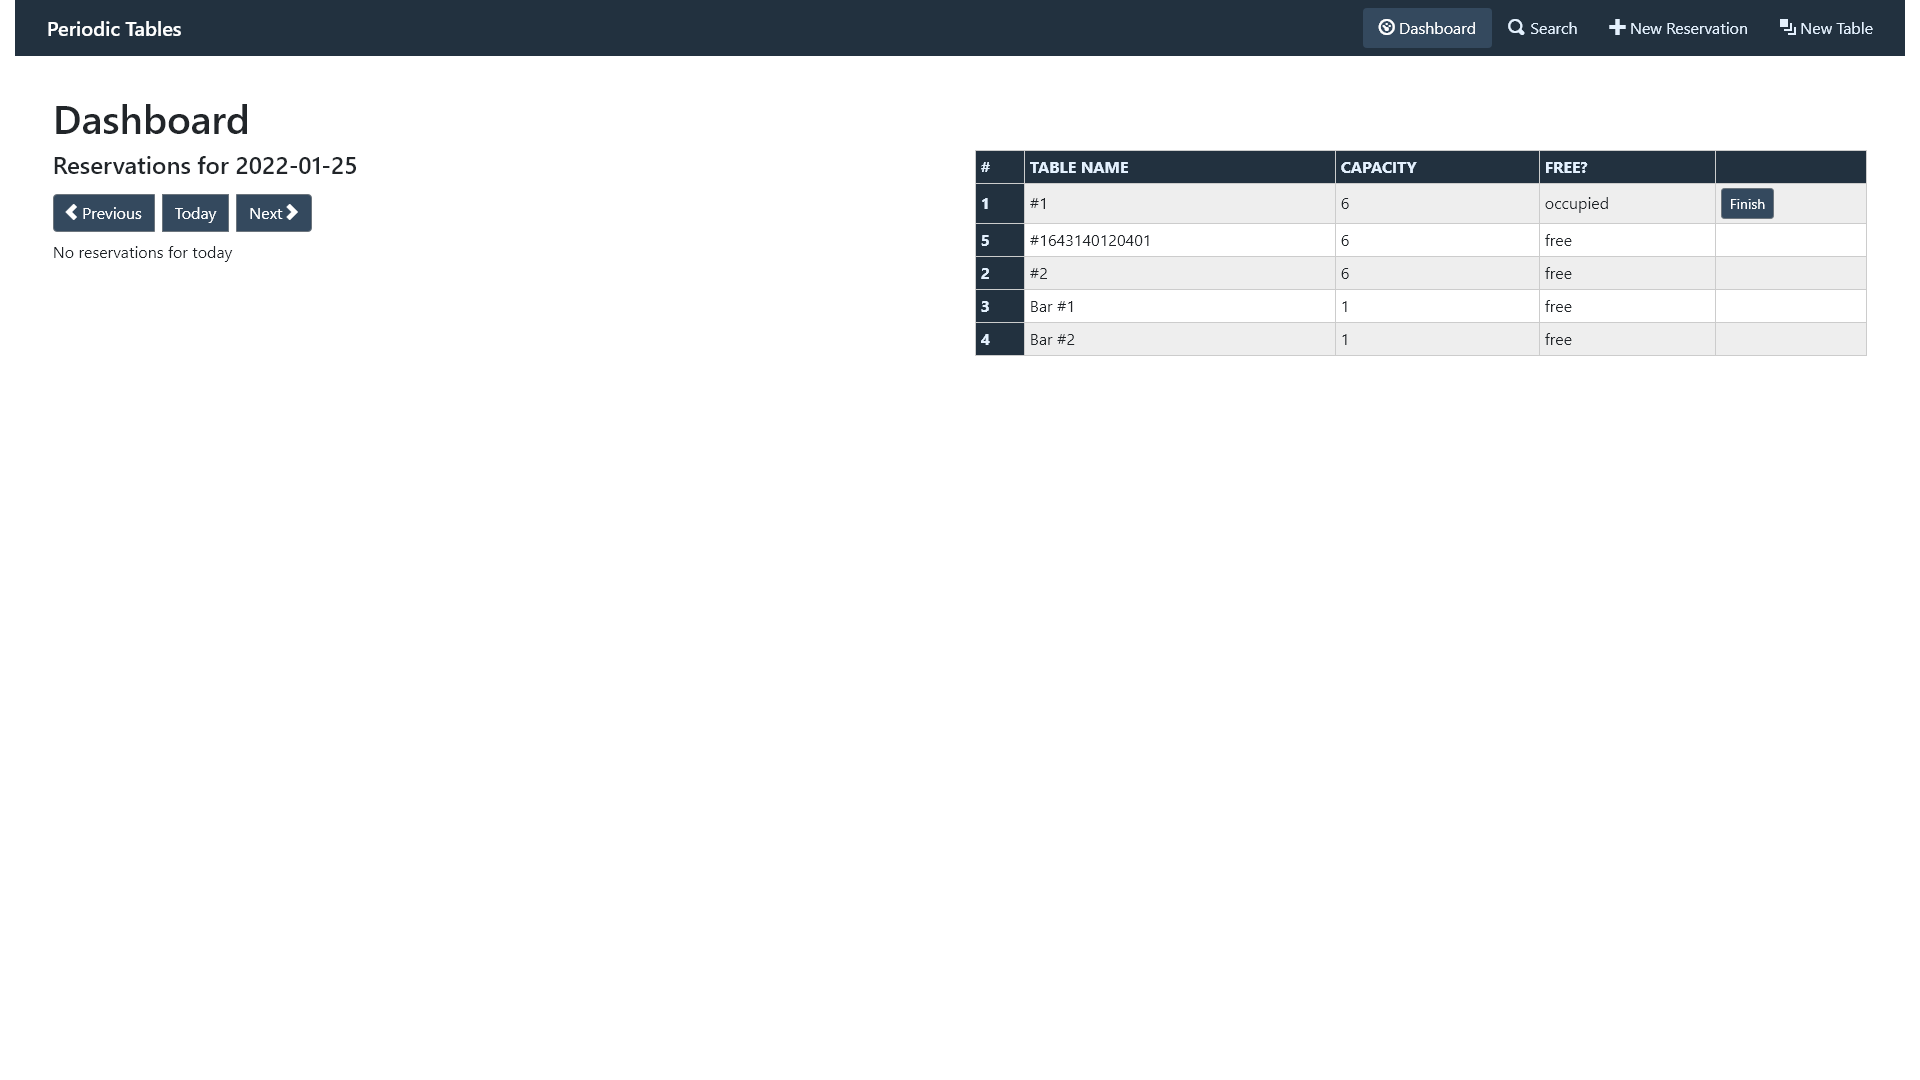 Periodic Tables
Dashboard
Search
New Reservation
New Table
Dashboard
Reservations for 2022-01-25
Previous
Today
Next
No reservations for today
# TABLE NAME CAPACITY FREE?
1 #1 6 occupied Finish
5 #1643140120401 6 free
2 #2 6 free
3 Bar #1 1 free
4 Bar #2 1 free